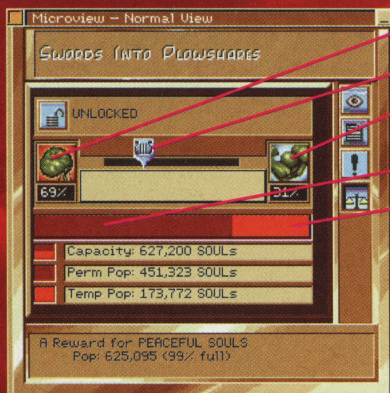 Microview – Normal View
Swords Into Plowshares
UNLOCKED
69%
31%
Capacity: 627,200 SOULs
Perm Pop: 451,323 SOULs
Temp Pop: 173,772 SOULs
A Reward for PEACEFUL SOULS
Pop: 625,095 (99% full)